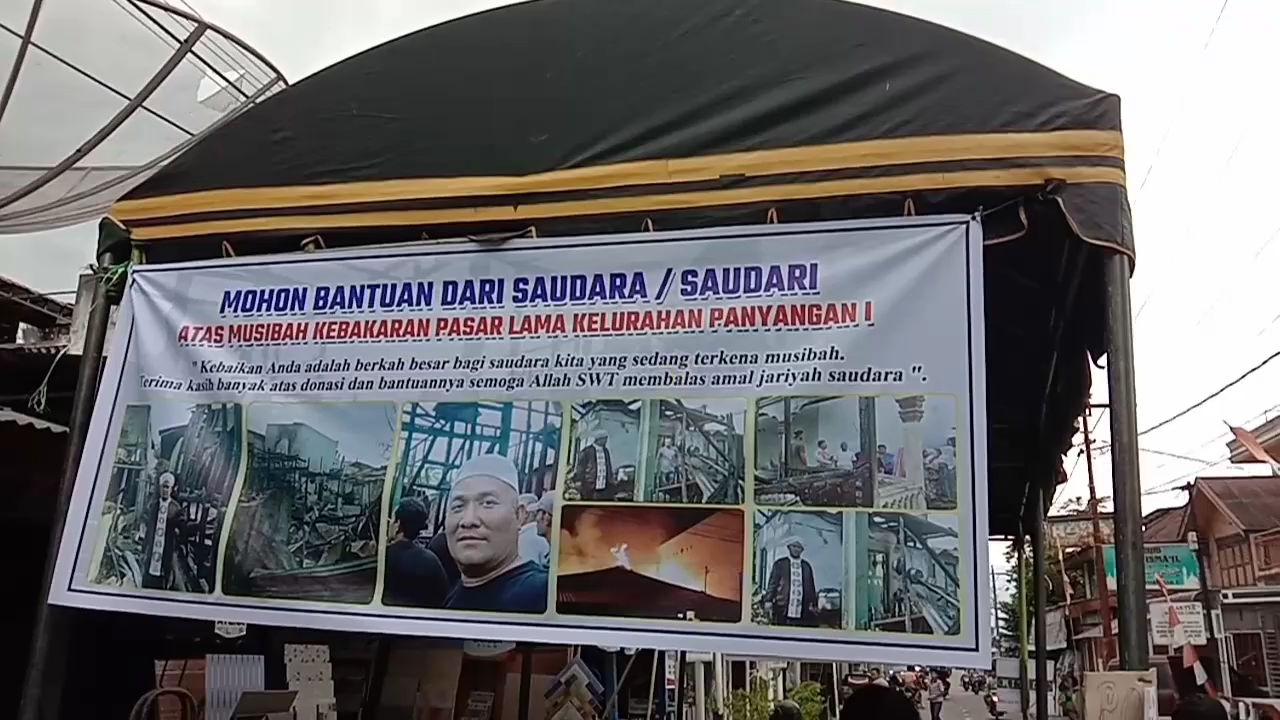 MOHON BANTUAN DARI SAUDARA / SAUDARI
ATAS MUSIBAH KEBAKARAN PASAR LAMA KELURAHAN PANYANGAN I
"Kebaikan Anda adalah berkah besar bagi saudara kita yang sedang terkena musibah.
Terima kasih banyak atas donasi dan bantuannya semoga Allah SWT membalas amal jariyah saudara ".